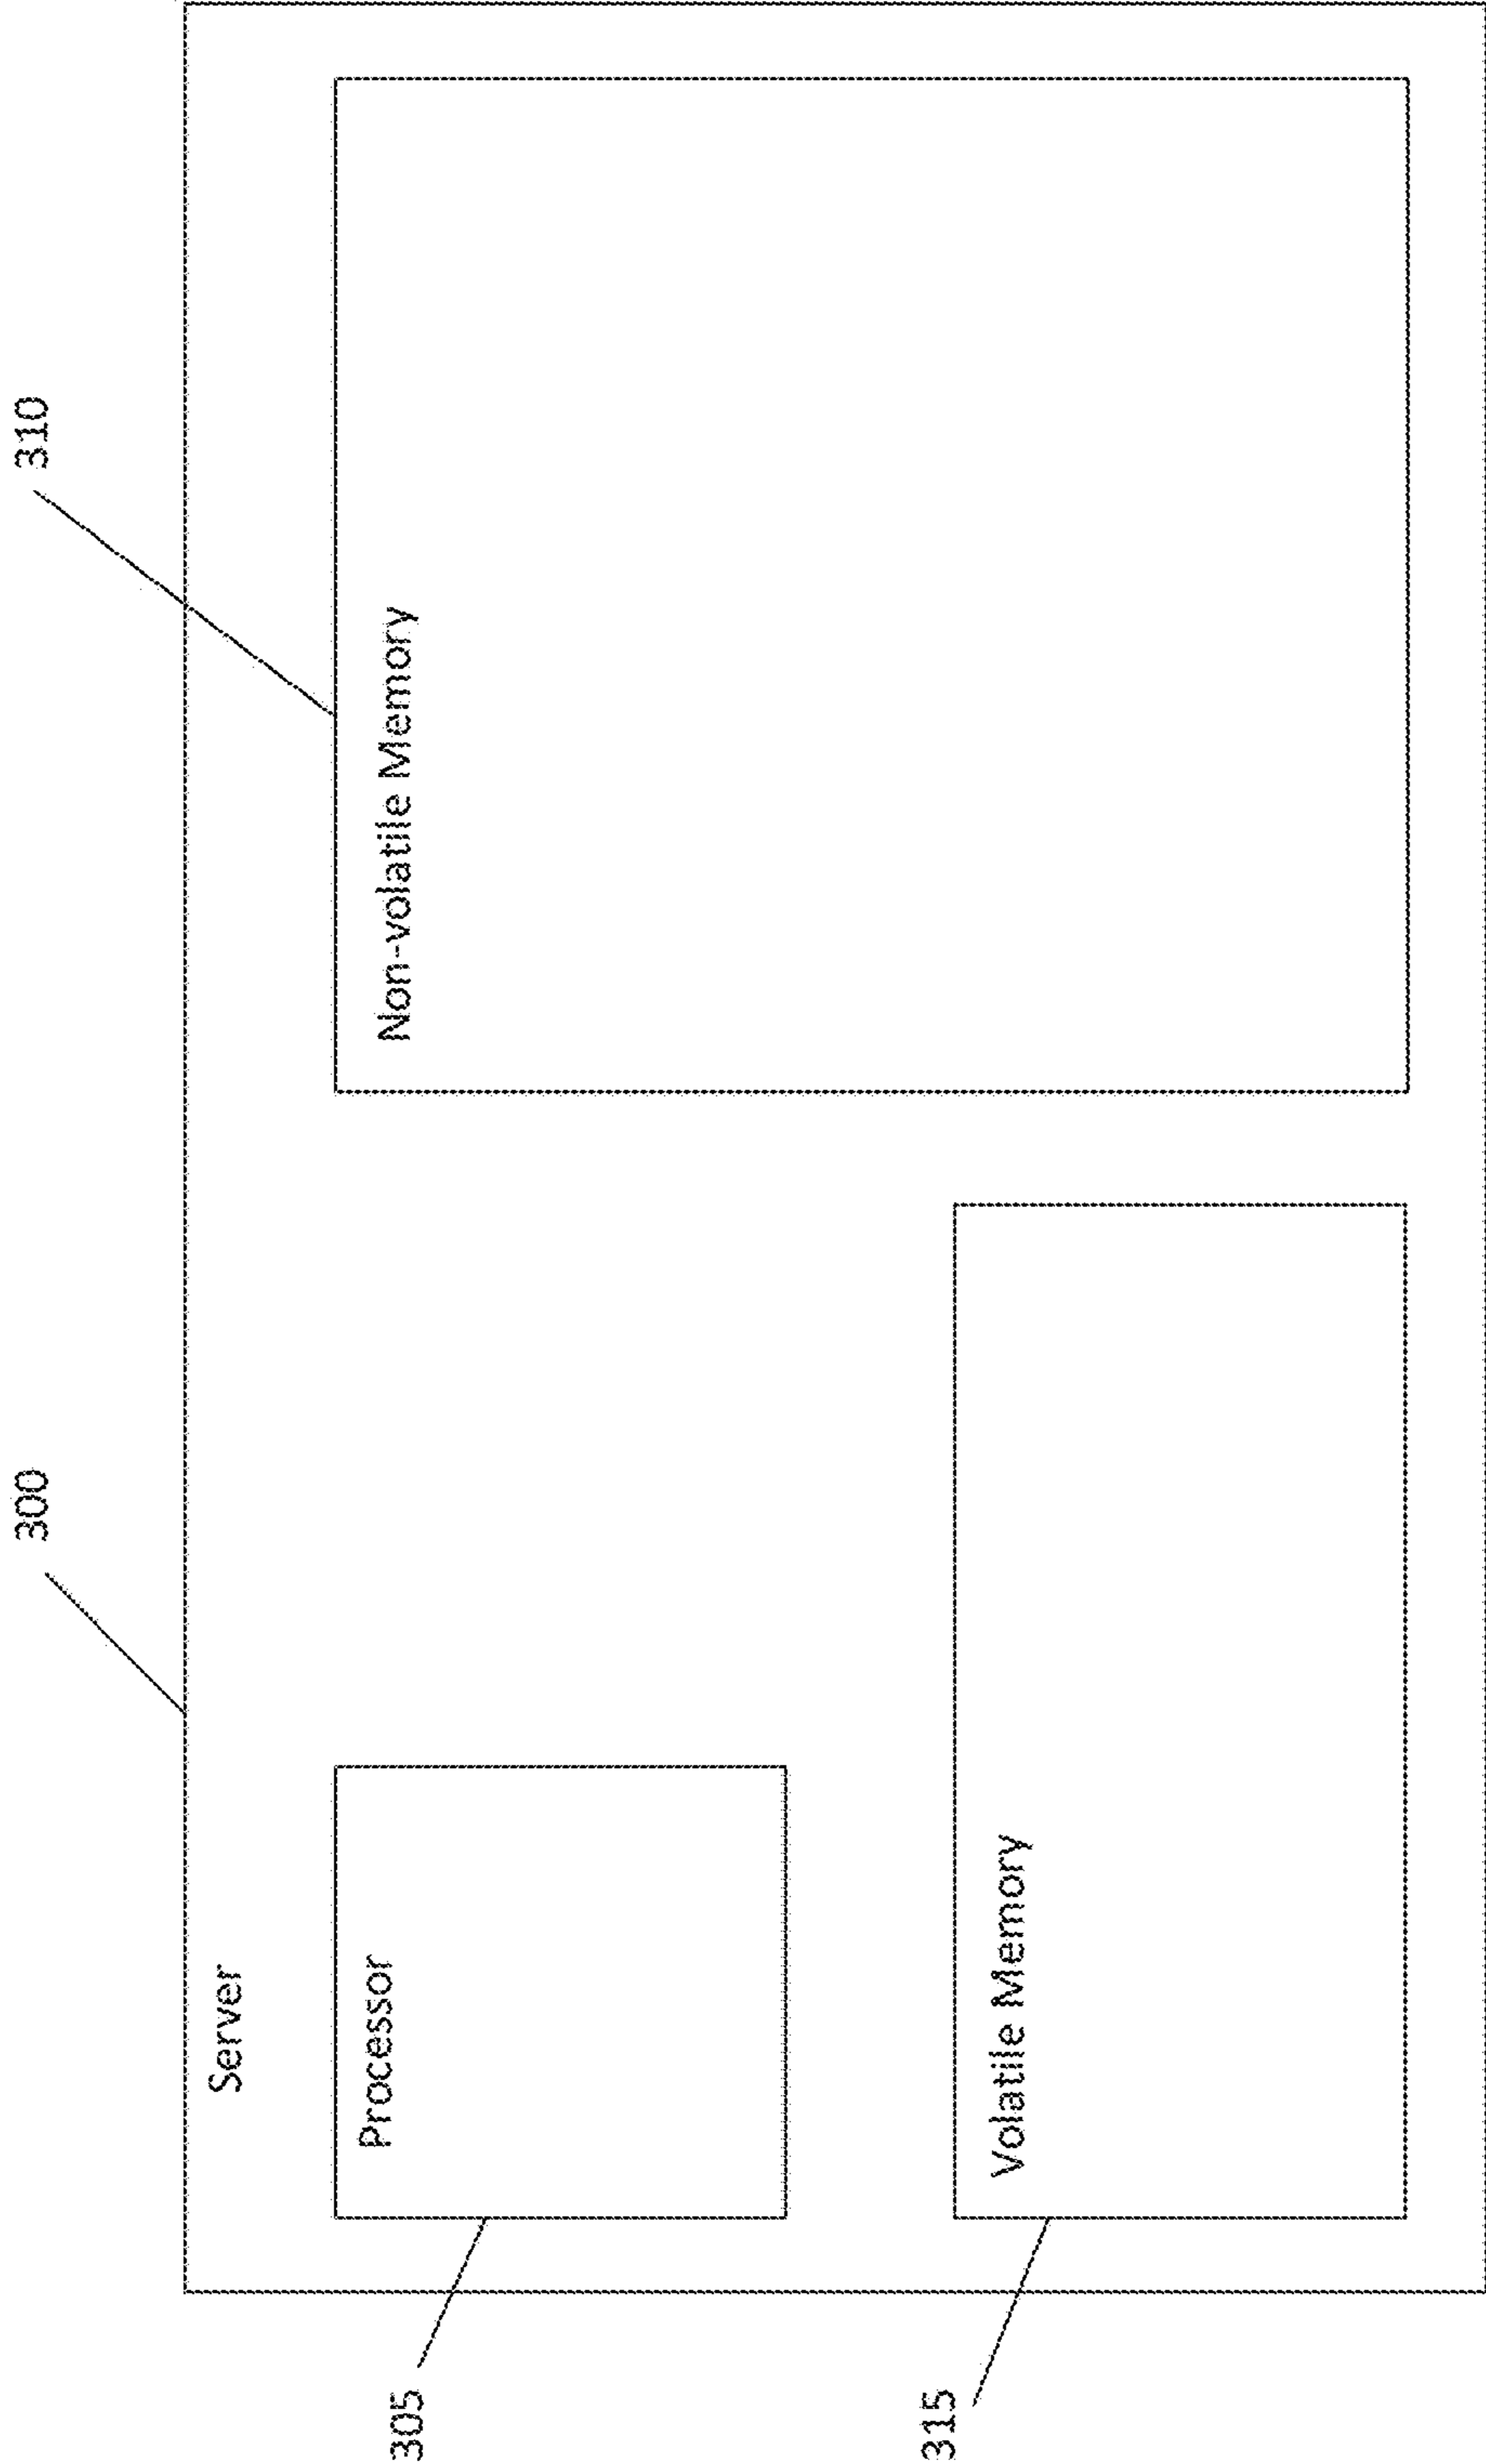 300
310
Server
Processor
Non-volatile Memory
305
Volatile Memory
315